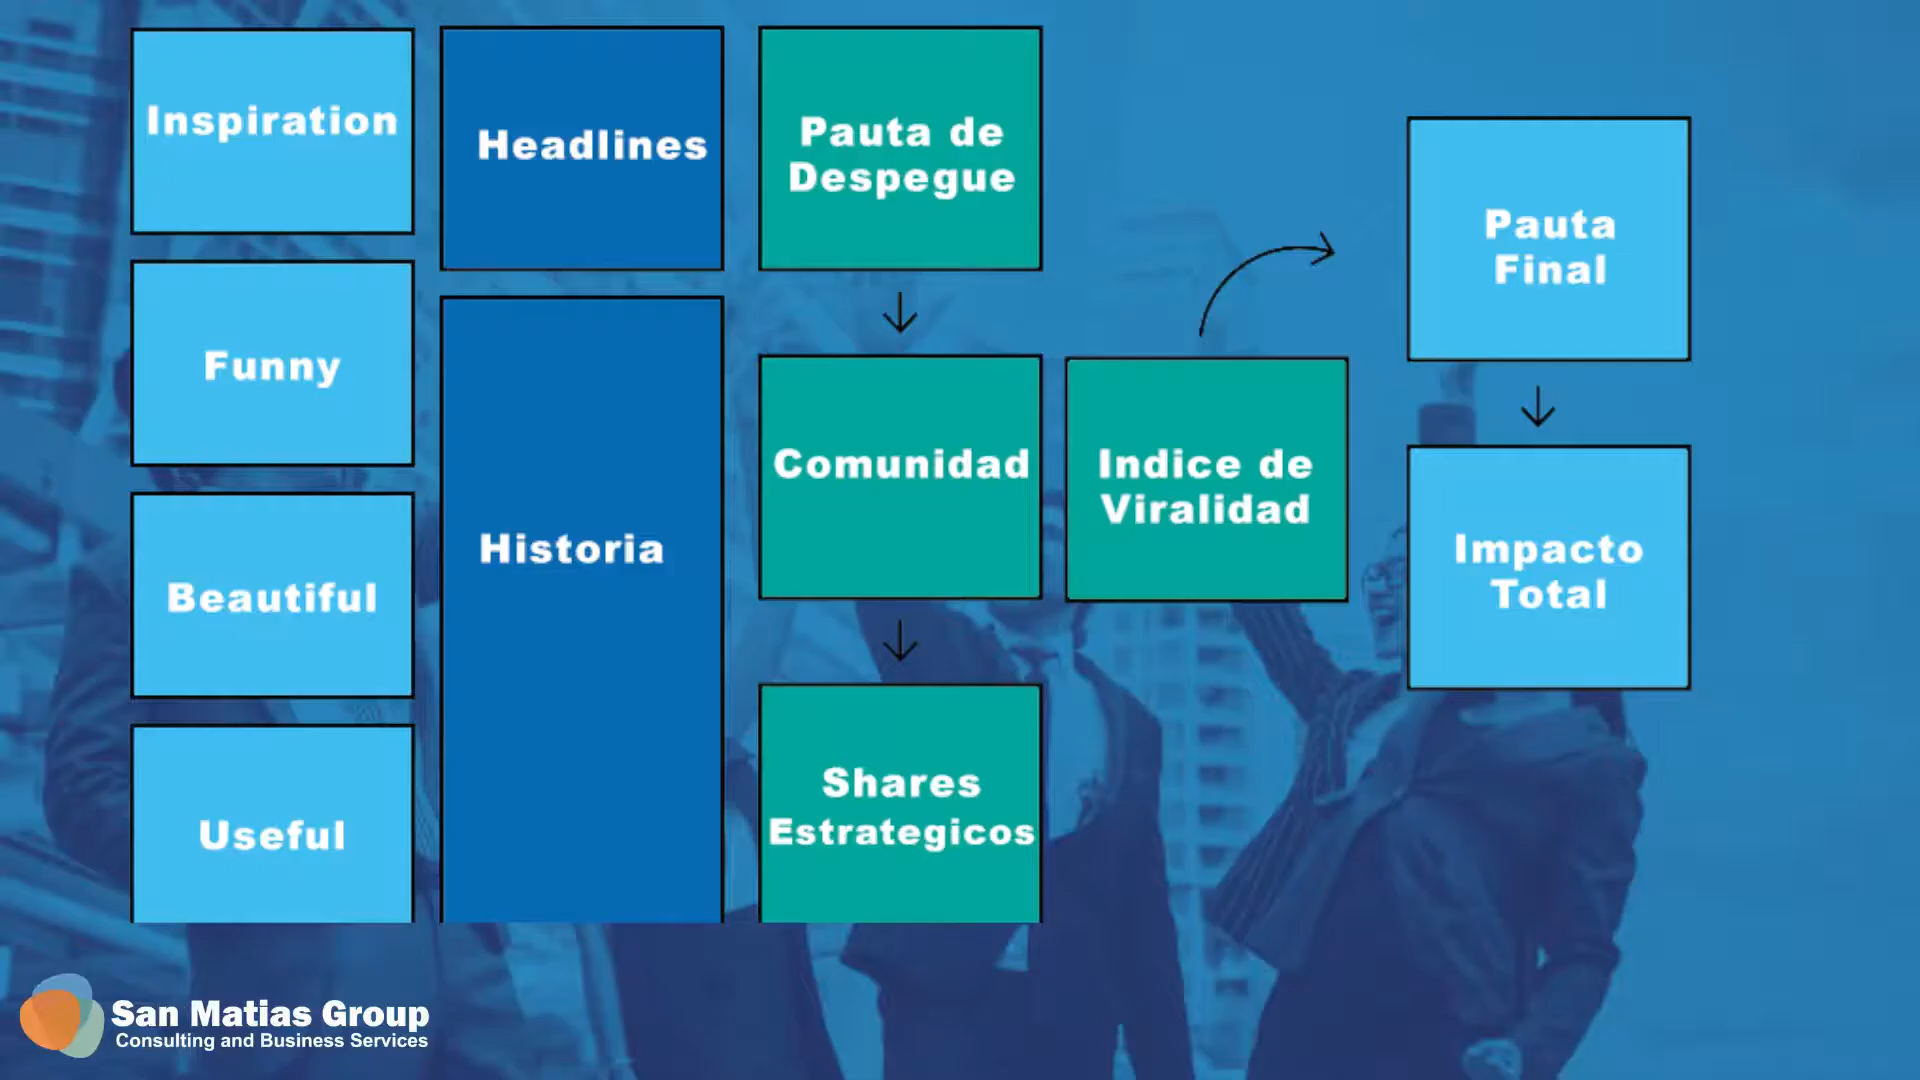 Inspiration
Funny
Beautiful
Useful
Headlines
Historia
Pauta de
Despegue
Comunidad
Shares
Estrategicos
Indice de
Viralidad
Pauta
Final
Impacto
Total
San Matias Group
Consulting and Business Services